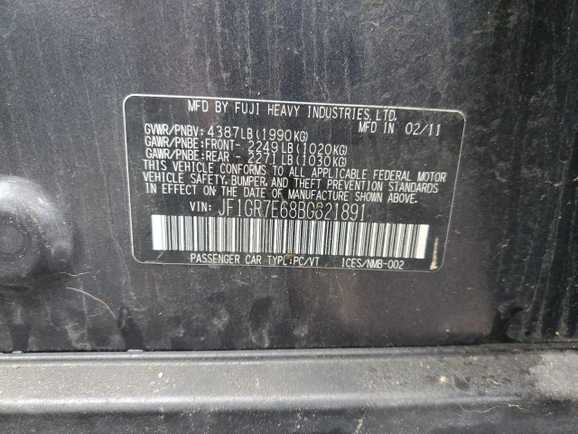 MFD BY FUJI HEAVY INDUSTRIES, LTD.
GVWR/PNBV: 4387LB(1990KG) MFD IN 02/11
GAWR/PNBE:FRONT- 2249LB(1020KG)
GAWR/PNBE:REAR - 2271LB(1030KG)
THIS VEHICLE CONFORMS TO ALL APPLICABLE FEDERAL MOTOR
VEHICLE SAFETY, BUMPER, AND THEFT PREVENTION STANDARDS
IN EFFECT ON THE DATE OF MANUFACTURE SHOWN ABOVE.
VIN: JF1GR7E68BG821891
PASSENGER CAR TYPE:PC/VT ICES/NMB-002